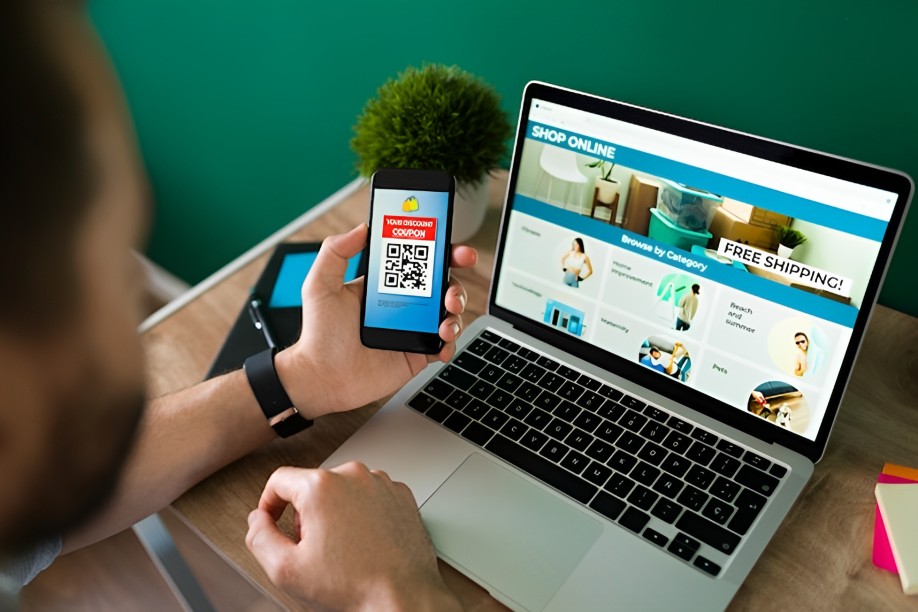 YOUR DISCOUNT
COUPON
SHOP ONLINE
FREE SHIPPING!
Browse by Category
Home
improvement
Beach
and
summer
Maternity
Pets